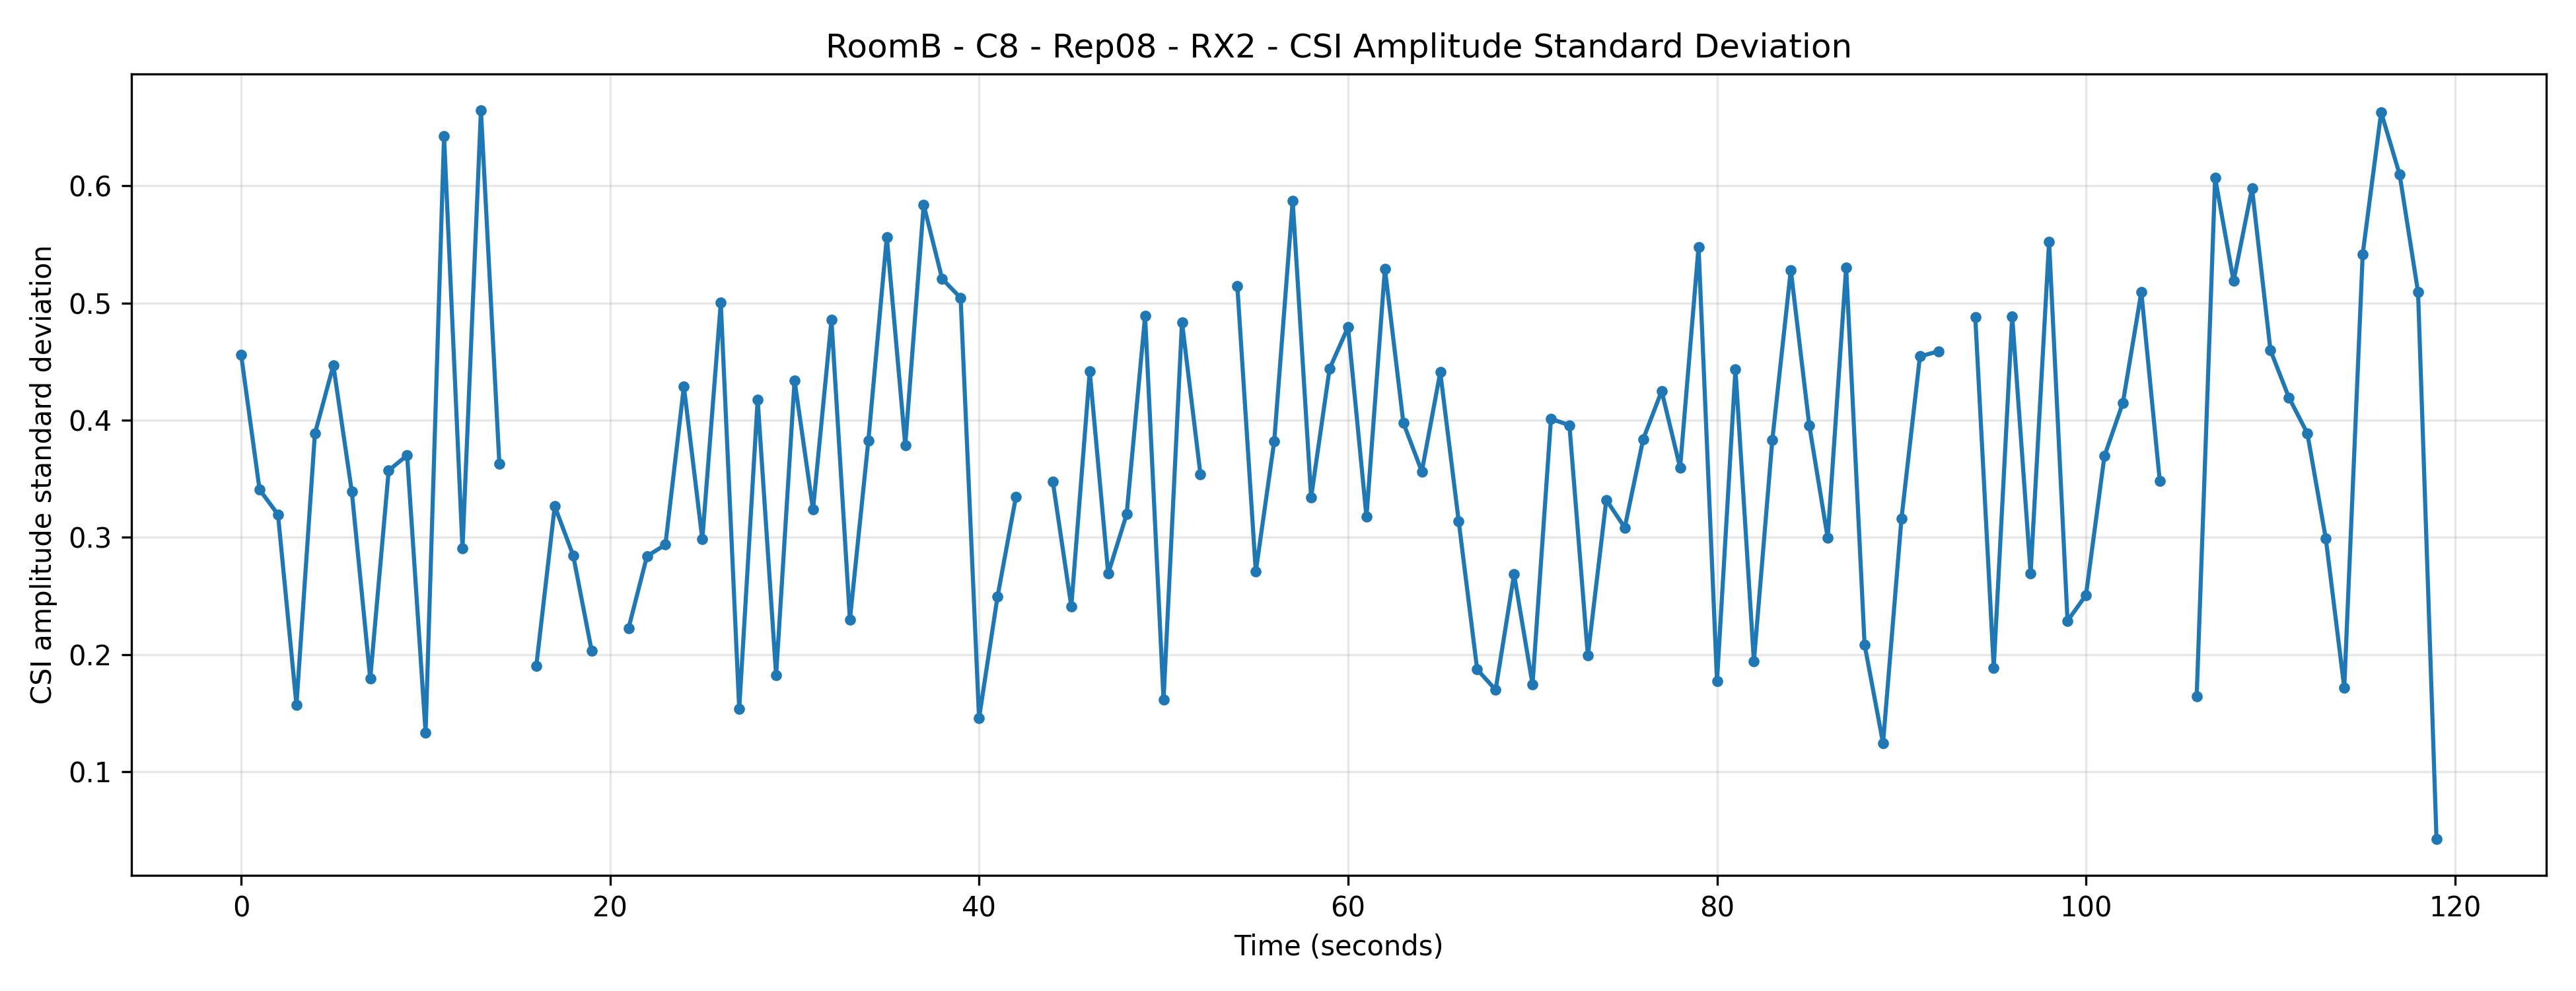 RoomB - C8 - Rep08 - RX2 - CSI Amplitude Standard Deviation
CSI amplitude standard deviation
0.6
0.5
0.4
0.3
0.2
0.1
0 20 40 60 80 100 120
Time (seconds)